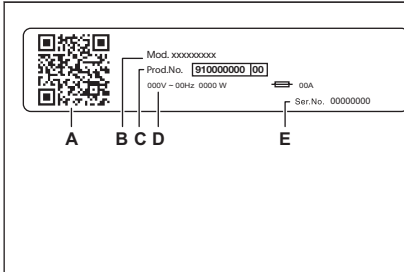 Mod. xxxxxxxxx
Prod.No. 910000000 00
000V ~ 00Hz 0000 W 00A
Ser.No. 00000000
A B C D E